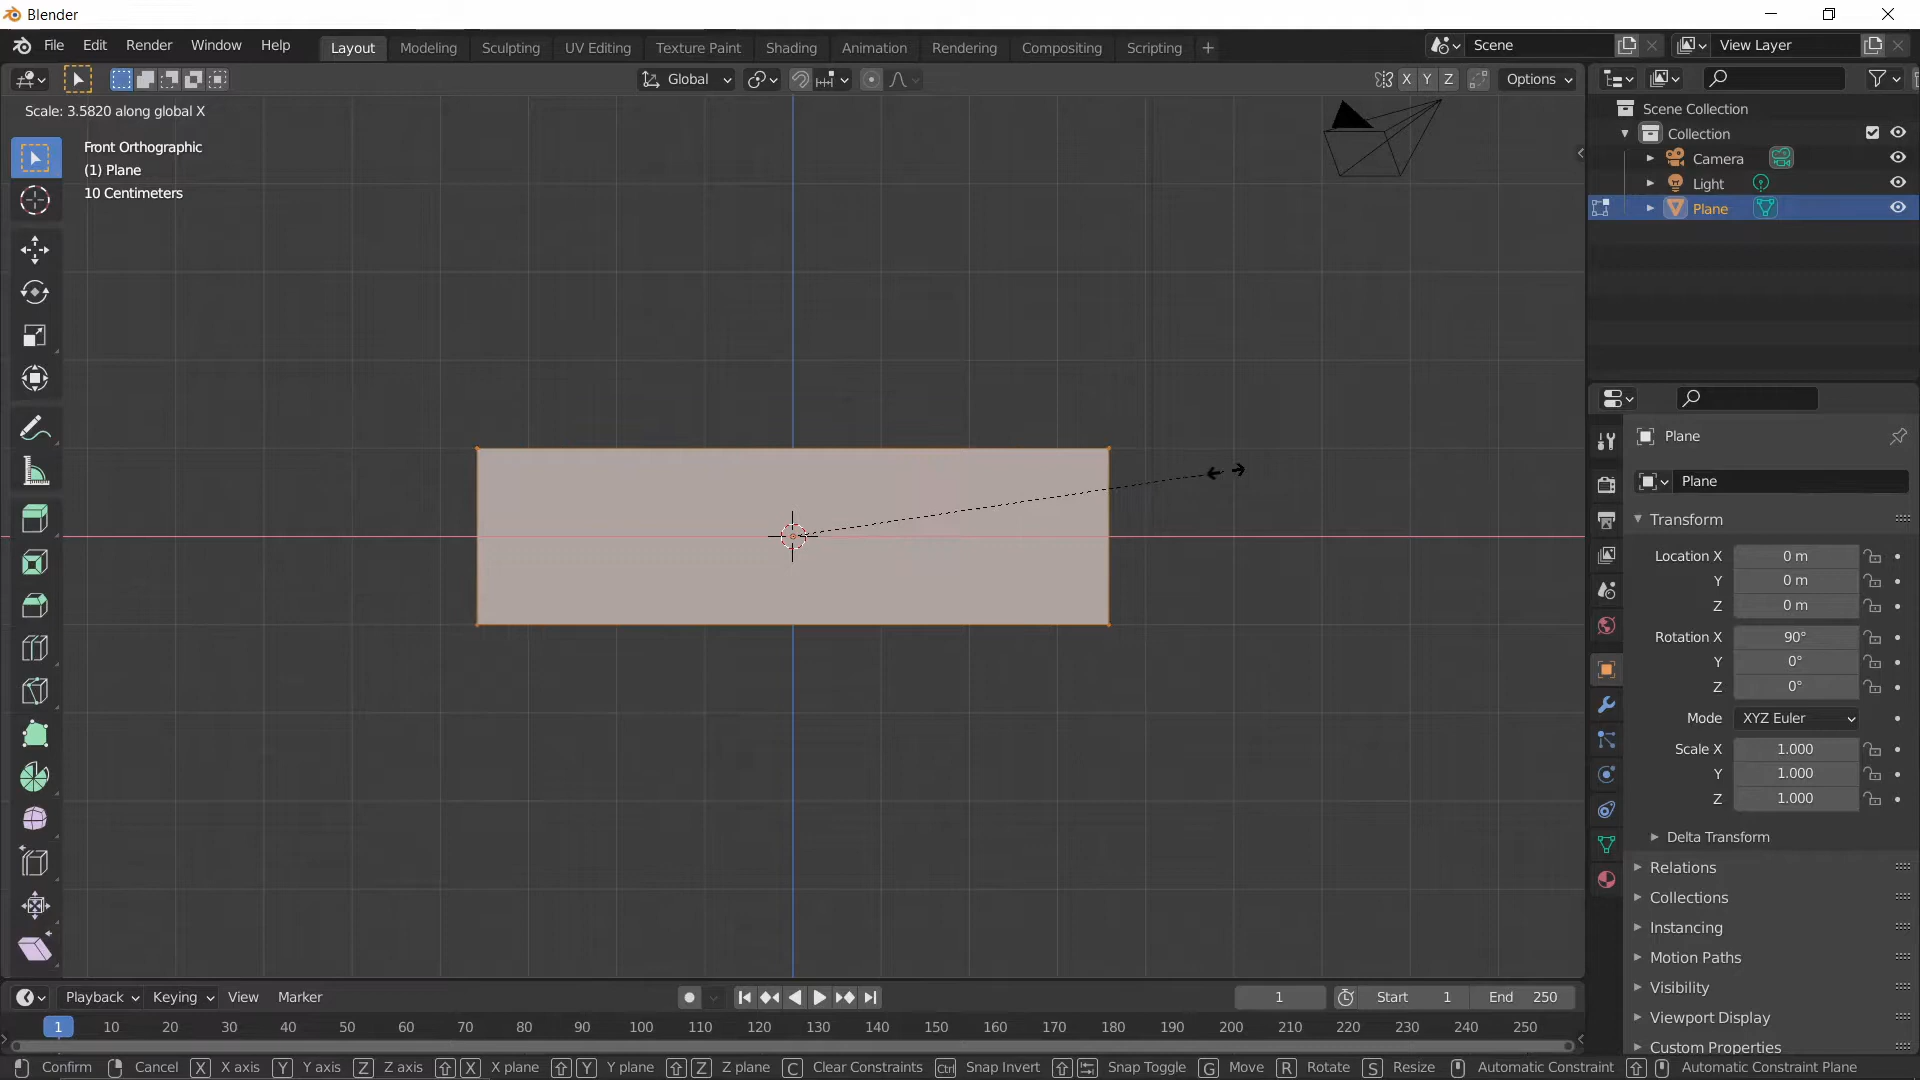 Blender
File Edit Render Window Help Layout Modeling Sculpting UV Editing Texture Paint Shading Animation Rendering Compositing Scripting + Scene View Layer
Global X Y Z Options
Scale: 3.5820 along global X
Front Orthographic
(1) Plane
10 Centimeters
Scene Collection
Collection
Camera
Light
Plane
Plane
Plane
Transform
Location X 0 m
Y 0 m
Z 0 m
Rotation X 90°
Y 0°
Z 0°
Mode XYZ Euler
Scale X 1.000
Y 1.000
Z 1.000
Delta Transform
Relations
Collections
Instancing
Motion Paths
Visibility
Viewport Display
Custom Properties
Playback Keying View Marker 1 Start 1 End 250
1 10 20 30 40 50 60 70 80 90 100 110 120 130 140 150 160 170 180 190 200 210 220 230 240 250
Confirm Cancel X X axis Y Y axis Z Z axis X X plane Y Y plane Z Z plane C Clear Constraints Ctrl Snap Invert Snap Toggle G Move R Rotate S Resize Automatic Constraint Automatic Constraint Plane